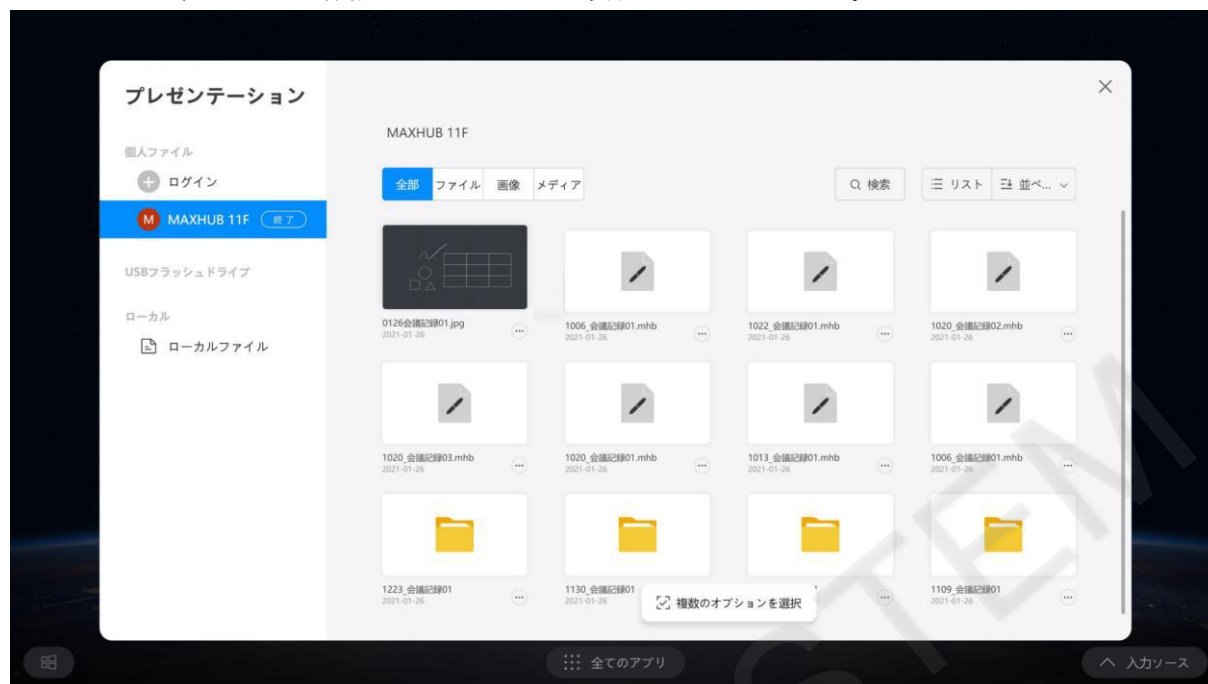 プレゼンテーション
個人ファイル
ログイン
M MAXHUB 11F 終了
USBフラッシュドライブ
ローカル
ローカルファイル
MAXHUB 11F
全部 ファイル 画像 メディア
検索 リスト 並べ...
0126会議記録01.jpg
2021-01-26
1006_会議記録01.mhb
2021-01-26
1022_会議記録01.mhb
2021-01-26
1020_会議記録02.mhb
2021-01-26
1020_会議記録03.mhb
2021-01-26
1020_会議記録01.mhb
2021-01-26
1013_会議記録01.mhb
2021-01-26
1006_会議記録01.mhb
2021-01-26
1223_会議記録01
2021-01-26
1130_会議記録01
2021-01-26
1109_会議記録01
2021-01-26
複数のオプションを選択
全てのアプリ
入力ソース
STEM